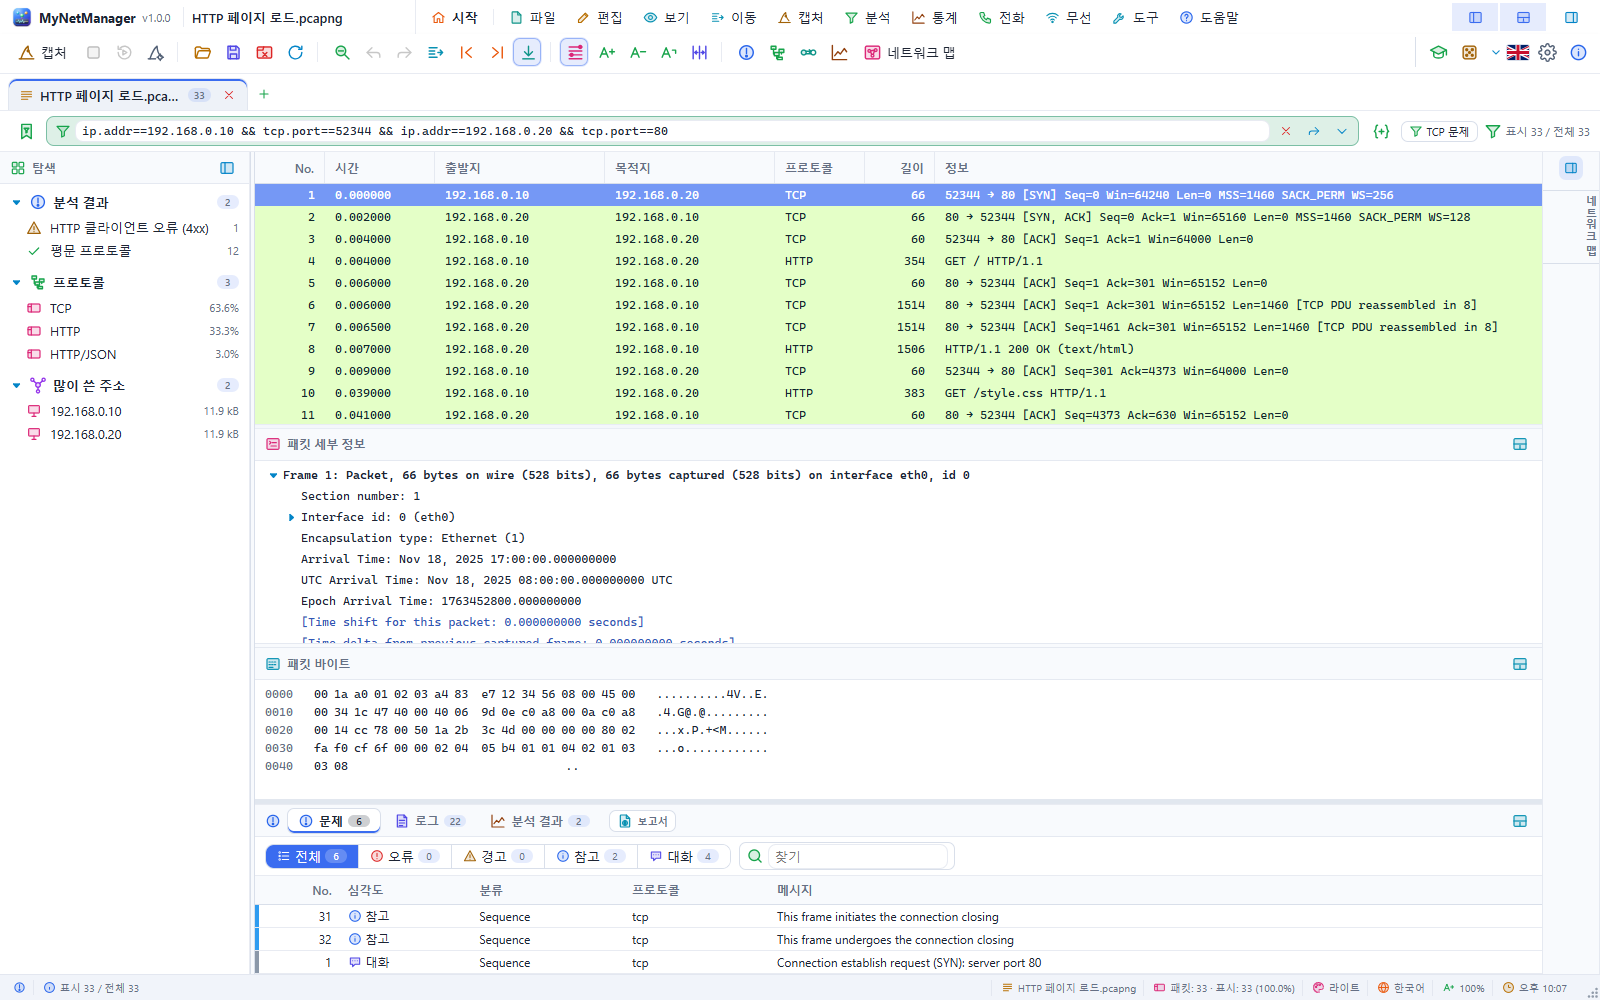 MyNetManager v1.0.0 HTTP 페이지 로드.pcapng 시작 파일 편집 보기 이동 캡처 분석 통계 전화 무선 도구 도움말
캡처 A+ A− A 네트워크 맵
HTTP 페이지 로드.pca... 33
ip.addr==192.168.0.10 && tcp.port==52344 && ip.addr==192.168.0.20 && tcp.port==80 TCP 문제 표시 33 / 전체 33
탐색
분석 결과 2
HTTP 클라이언트 오류 (4xx) 1
평문 프로토콜 12
프로토콜 3
TCP 63.6%
HTTP 33.3%
HTTP/JSON 3.0%
많이 쓴 주소 2
192.168.0.10 11.9 kB
192.168.0.20 11.9 kB
No. 시간 출발지 목적지 프로토콜 길이 정보
1 0.000000 192.168.0.10 192.168.0.20 TCP 66 52344 → 80 [SYN] Seq=0 Win=64240 Len=0 MSS=1460 SACK_PERM WS=256
2 0.002000 192.168.0.20 192.168.0.10 TCP 66 80 → 52344 [SYN, ACK] Seq=0 Ack=1 Win=65160 Len=0 MSS=1460 SACK_PERM WS=128
3 0.004000 192.168.0.10 192.168.0.20 TCP 60 52344 → 80 [ACK] Seq=1 Ack=1 Win=64000 Len=0
4 0.004000 192.168.0.10 192.168.0.20 HTTP 354 GET / HTTP/1.1
5 0.006000 192.168.0.20 192.168.0.10 TCP 60 80 → 52344 [ACK] Seq=1 Ack=301 Win=65152 Len=0
6 0.006000 192.168.0.20 192.168.0.10 TCP 1514 80 → 52344 [ACK] Seq=1 Ack=301 Win=65152 Len=1460 [TCP PDU reassembled in 8]
7 0.006500 192.168.0.20 192.168.0.10 TCP 1514 80 → 52344 [ACK] Seq=1461 Ack=301 Win=65152 Len=1460 [TCP PDU reassembled in 8]
8 0.007000 192.168.0.20 192.168.0.10 HTTP 1506 HTTP/1.1 200 OK (text/html)
9 0.009000 192.168.0.10 192.168.0.20 TCP 60 52344 → 80 [ACK] Seq=301 Ack=4373 Win=64000 Len=0
10 0.039000 192.168.0.10 192.168.0.20 HTTP 383 GET /style.css HTTP/1.1
11 0.041000 192.168.0.20 192.168.0.10 TCP 60 80 → 52344 [ACK] Seq=4373 Ack=630 Win=65152 Len=0
네트워크 맵
패킷 세부 정보
Frame 1: Packet, 66 bytes on wire (528 bits), 66 bytes captured (528 bits) on interface eth0, id 0
Section number: 1
Interface id: 0 (eth0)
Encapsulation type: Ethernet (1)
Arrival Time: Nov 18, 2025 17:00:00.000000000
UTC Arrival Time: Nov 18, 2025 08:00:00.000000000 UTC
Epoch Arrival Time: 1763452800.000000000
[Time shift for this packet: 0.000000000 seconds]
[Time delta from previous captured frame: 0.000000000 seconds]
패킷 바이트
0000 00 1a a0 01 02 03 a4 83 e7 12 34 56 08 00 45 00 ..........4V..E.
0010 00 34 1c 47 40 00 40 06 9d 0e c0 a8 00 0a c0 a8 .4.G@.@.........
0020 00 14 cc 78 00 50 1a 2b 3c 4d 00 00 00 00 80 02 ...x.P.+<M......
0030 fa f0 cf 6f 00 00 02 04 05 b4 01 01 04 02 01 03 ...o............
0040 03 08 ..
문제 6 로그 22 분석 결과 2 보고서
전체 6 오류 0 경고 0 참고 2 대화 4 찾기
No. 심각도 분류 프로토콜 메시지
31 참고 Sequence tcp This frame initiates the connection closing
32 참고 Sequence tcp This frame undergoes the connection closing
1 대화 Sequence tcp Connection establish request (SYN): server port 80
표시 33 / 전체 33 HTTP 페이지 로드.pcapng 패킷: 33 · 표시: 33 (100.0%) 라이트 한국어 A+ 100% 오후 10:07